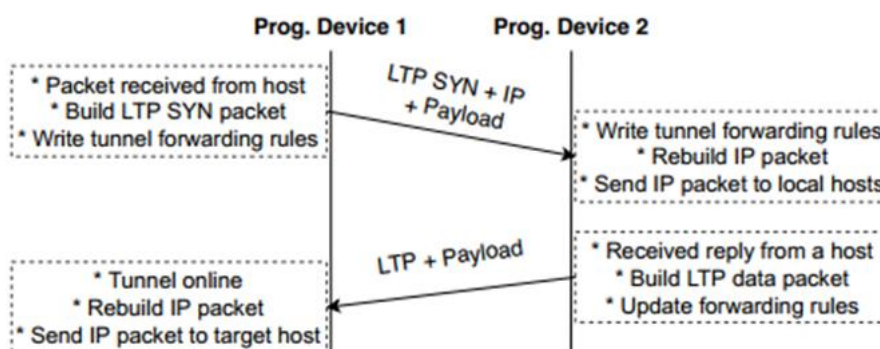 Prog. Device 1
Prog. Device 2
* Packet received from host
* Build LTP SYN packet
* Write tunnel forwarding rules
LTP SYN + IP
+ Payload
* Write tunnel forwarding rules
* Rebuild IP packet
* Send IP packet to local hosts
* Received reply from a host
* Build LTP data packet
* Update forwarding rules
LTP + Payload
* Tunnel online
* Rebuild IP packet
* Send IP packet to target host